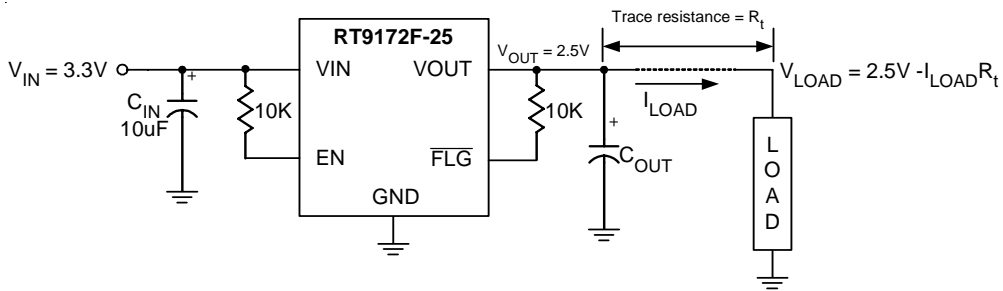 Trace resistance = Rt
RT9172F-25
VOUT = 2.5V
VIN = 3.3V
VIN
VOUT
VLOAD = 2.5V -ILOADRt
+
CIN
10uF
10K
10K
+
ILOAD
EN
FLG
COUT
LOAD
GND